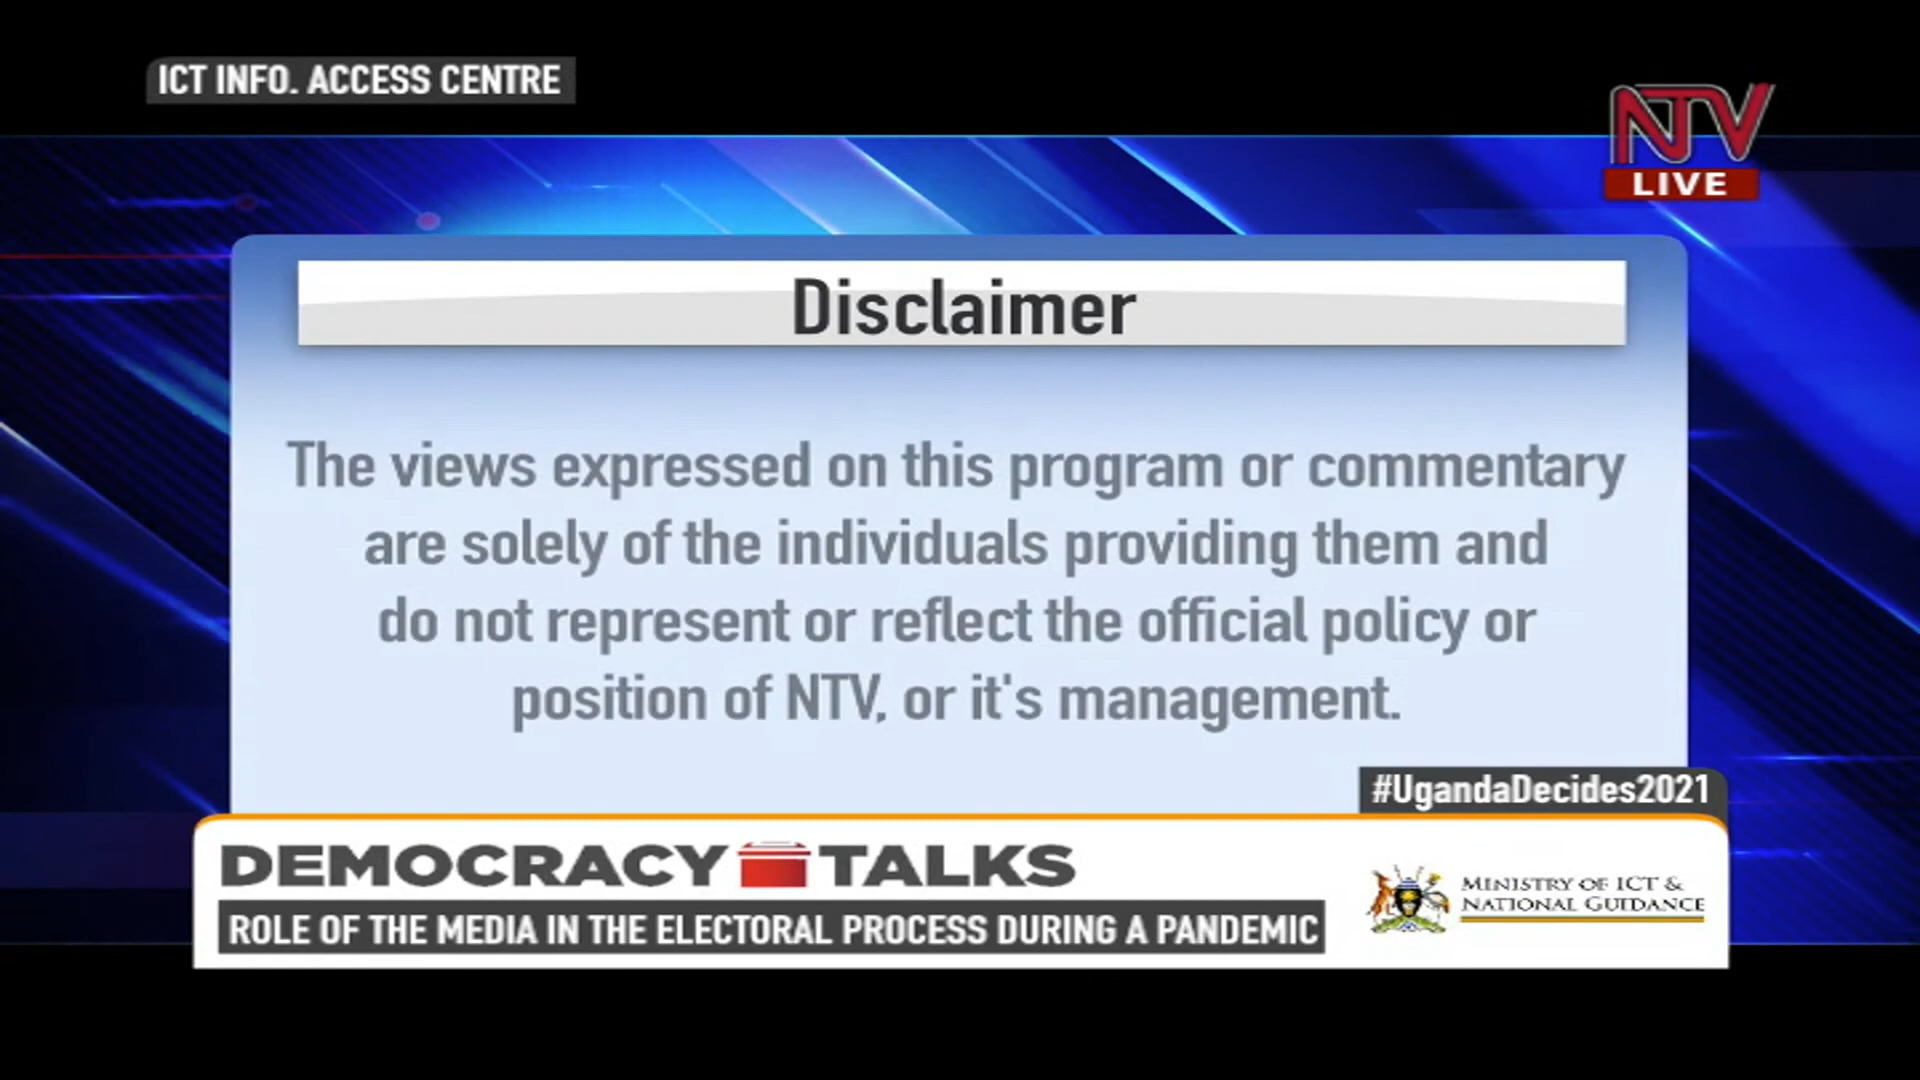 ICT INFO. ACCESS CENTRE
NTV
LIVE
Disclaimer
The views expressed on this program or commentary
are solely of the individuals providing them and
do not represent or reflect the official policy or
position of NTV, or it's management.
#UgandaDecides2021
DEMOCRACY TALKS
ROLE OF THE MEDIA IN THE ELECTORAL PROCESS DURING A PANDEMIC
MINISTRY OF ICT &
NATIONAL GUIDANCE